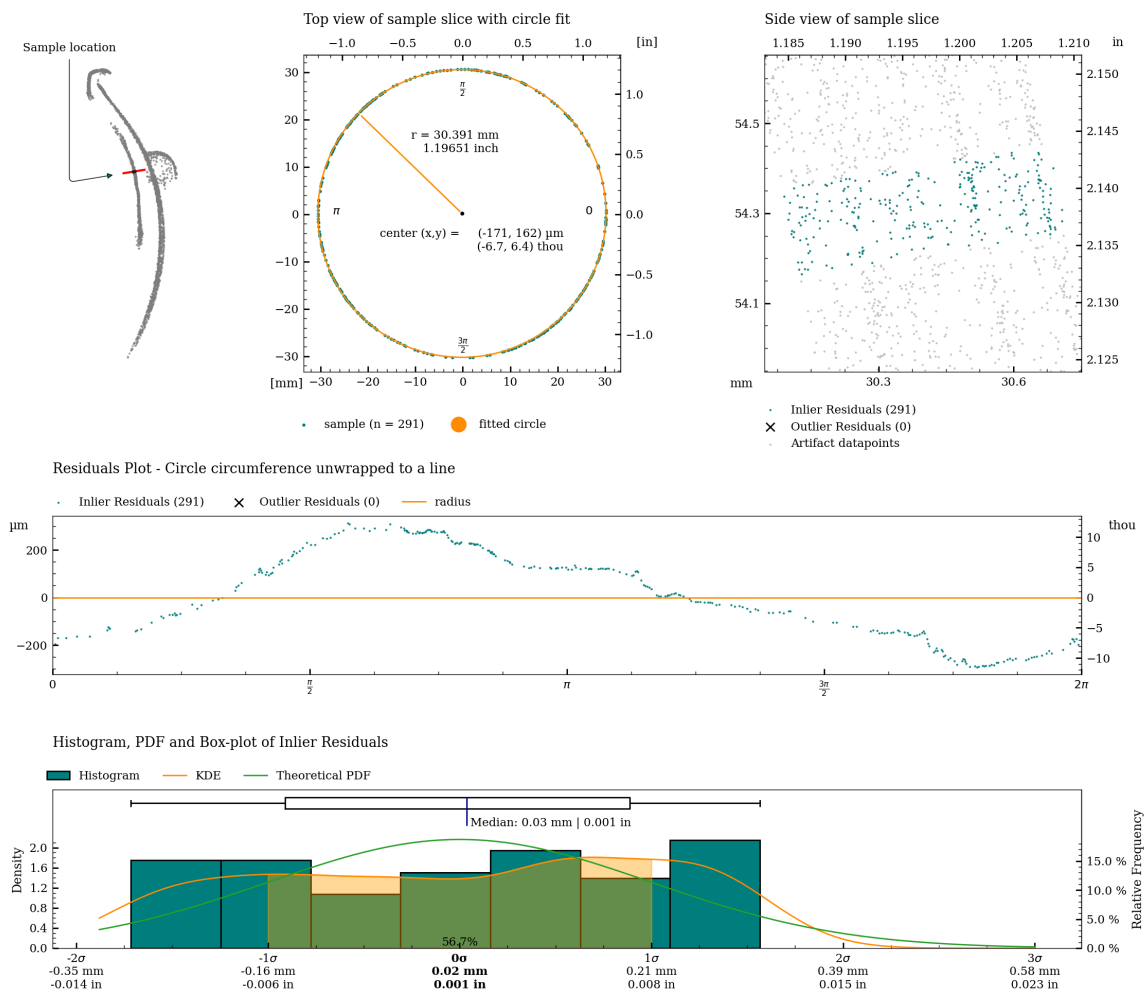 Sample location
Top view of sample slice with circle fit
−1.0 −0.5 0.0 0.5 1.0 [in]
30
20
10
0
−10
−20
−30
1.0
0.5
0.0
−0.5
−1.0
π/2
r = 30.391 mm
1.19651 inch
π 0
center (x,y) = (-171, 162) µm
(-6.7, 6.4) thou
3π/2
[mm] −30 −20 −10 0 10 20 30
sample (n = 291) fitted circle
Side view of sample slice
1.185 1.190 1.195 1.200 1.205 1.210 in
54.5
54.3
54.1
2.150
2.145
2.140
2.135
2.130
2.125
mm 30.3 30.6
Inlier Residuals (291)
Outlier Residuals (0)
Artifact datapoints
Residuals Plot - Circle circumference unwrapped to a line
Inlier Residuals (291) Outlier Residuals (0) radius
µm thou
200
0
−200
10
5
0
−5
−10
0 π/2 π 3π/2 2π
Histogram, PDF and Box-plot of Inlier Residuals
Histogram KDE Theoretical PDF
Median: 0.03 mm | 0.001 in
Density
2.0
1.6
1.2
0.8
0.4
0.0
Relative Frequency
15.0 %
10.0 %
5.0 %
0.0 %
56.7%
-2σ -1σ 0σ 1σ 2σ 3σ
-0.35 mm -0.16 mm 0.02 mm 0.21 mm 0.39 mm 0.58 mm
-0.014 in -0.006 in 0.001 in 0.008 in 0.015 in 0.023 in